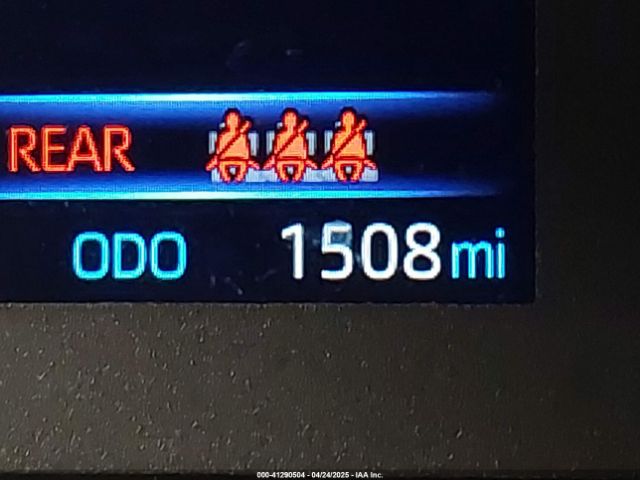 REAR
ODO 1508 mi
000-41290504 - 04/24/2025 - IAA Inc.